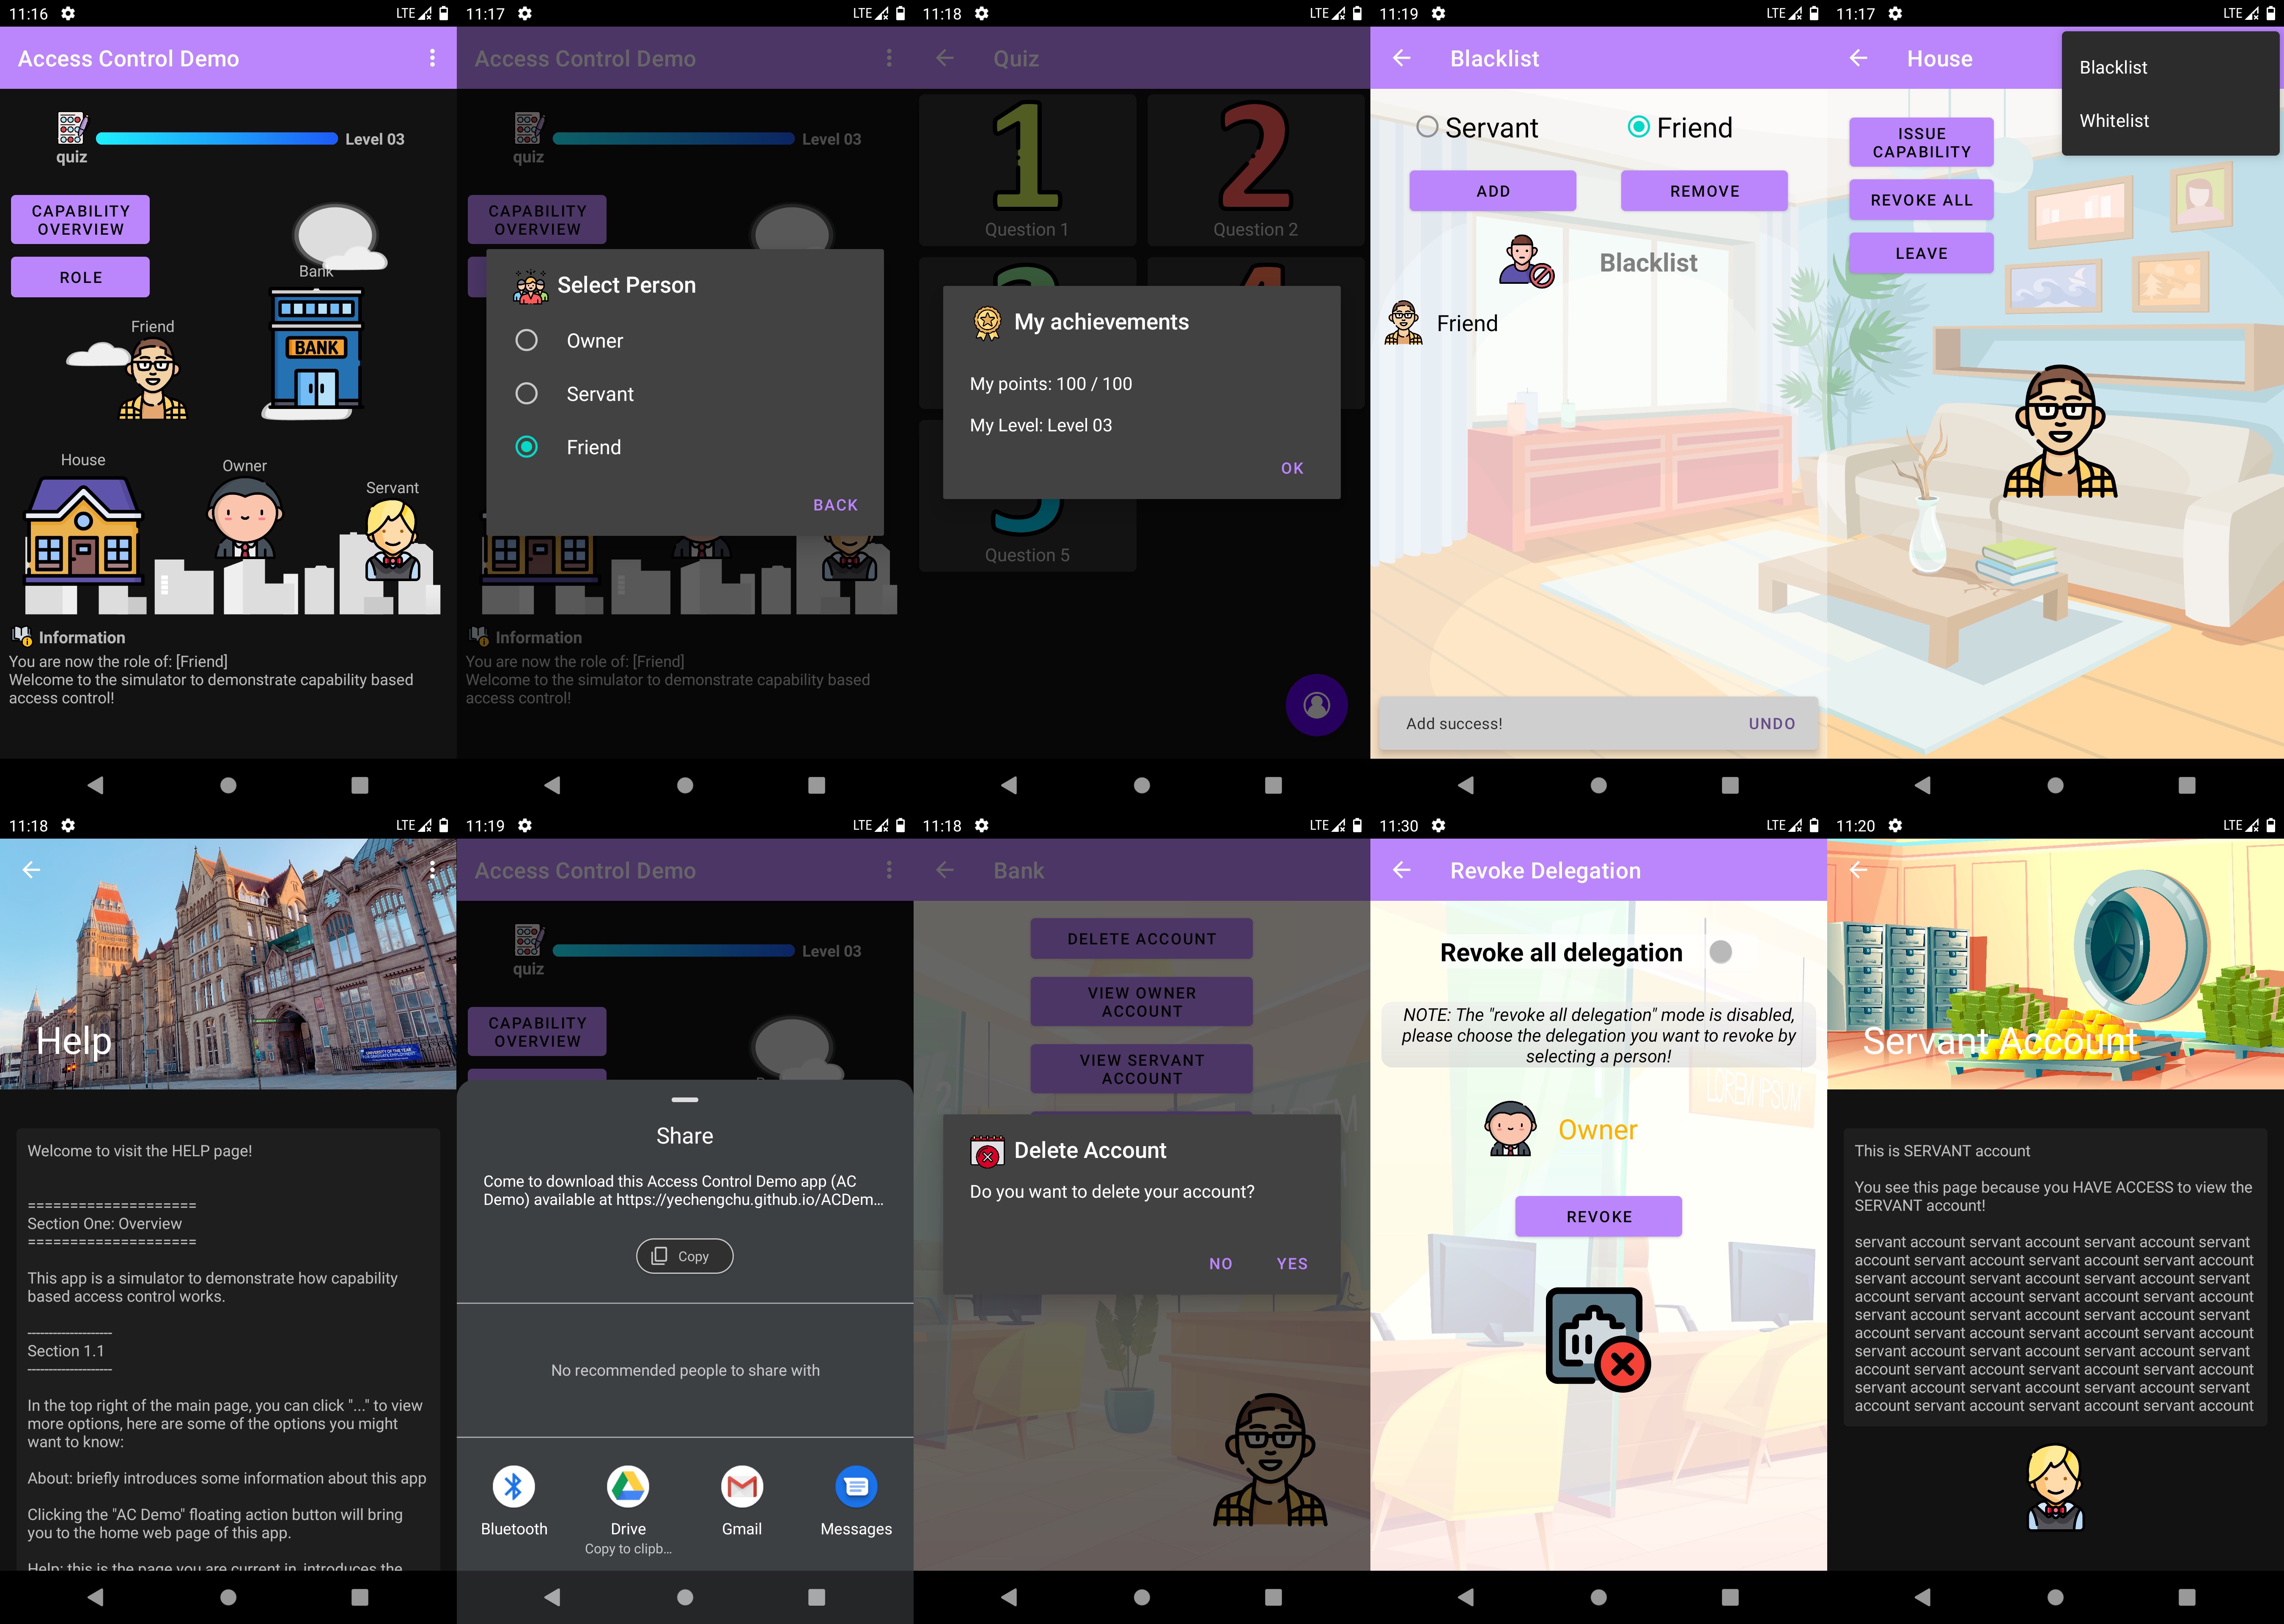 11:16
LTE
Access Control Demo
quiz
Level 03
CAPABILITY
OVERVIEW
ROLE
Bank
Friend
BANK
House
Owner
Servant
Information
You are now the role of: [Friend]
Welcome to the simulator to demonstrate capability based
access control!
11:17
LTE
Access Control Demo
quiz
Level 03
CAPABILITY
OVERVIEW
Select Person
Owner
Servant
Friend
BACK
Information
You are now the role of: [Friend]
Welcome to the simulator to demonstrate capability based
access control!
11:18
LTE
Quiz
1
2
Question 1
Question 2
My achievements
My points: 100 / 100
My Level: Level 03
OK
Question 5
11:19
LTE
Blacklist
Servant
Friend
ADD
REMOVE
Blacklist
Friend
Add success!
UNDO
11:17
LTE
House
Blacklist
Whitelist
ISSUE
CAPABILITY
REVOKE ALL
LEAVE
11:18
LTE
Help
Welcome to visit the HELP page!
====================
Section One: Overview
====================
This app is a simulator to demonstrate how capability
based access control works.
--------------------
Section 1.1
--------------------
In the top right of the main page, you can click "..." to view
more options, here are some of the options you might
want to know:
About: briefly introduces some information about this app
Clicking the "AC Demo" floating action button will bring
you to the home web page of this app.
Help: this is the page you are current in, introduces the
11:19
LTE
Access Control Demo
quiz
Level 03
CAPABILITY
OVERVIEW
Share
Come to download this Access Control Demo app (AC
Demo) available at https://yechengchu.github.io/ACDem...
Copy
No recommended people to share with
Bluetooth
Drive
Copy to clipb...
Gmail
Messages
11:18
LTE
Bank
DELETE ACCOUNT
VIEW OWNER
ACCOUNT
VIEW SERVANT
ACCOUNT
Delete Account
Do you want to delete your account?
NO
YES
11:30
LTE
Revoke Delegation
Revoke all delegation
NOTE: The "revoke all delegation" mode is disabled,
please choose the delegation you want to revoke by
selecting a person!
LOREM IPSUM
Owner
REVOKE
11:20
LTE
Servant Account
This is SERVANT account
You see this page because you HAVE ACCESS to view the
SERVANT account!
servant account servant account servant account servant
account servant account servant account servant account
servant account servant account servant account servant
account servant account servant account servant account
servant account servant account servant account servant
account servant account servant account servant account
servant account servant account servant account servant
account servant account servant account servant account
servant account servant account servant account servant
account servant account servant account servant account